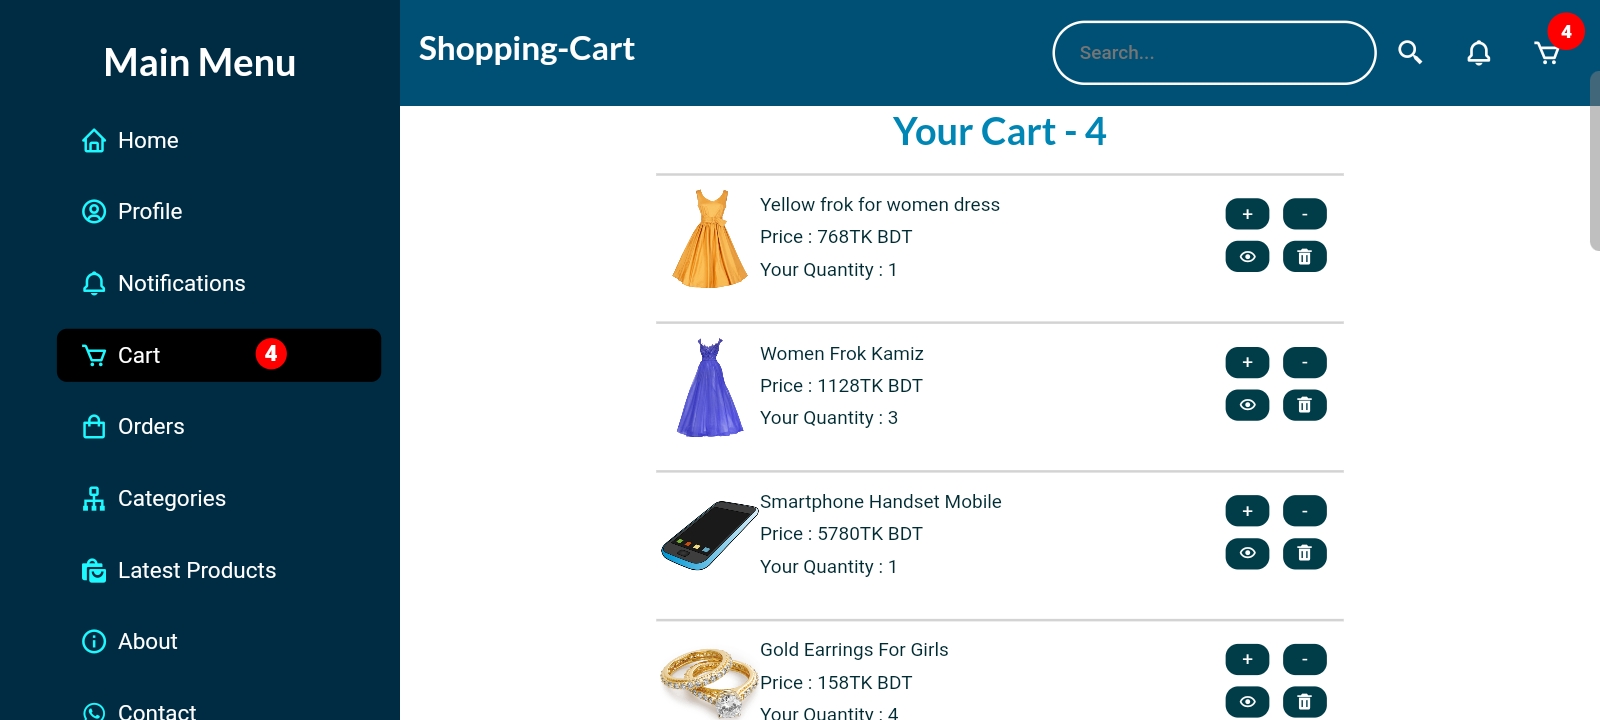 Main Menu
Home
Profile
Notifications
Cart 4
Orders
Categories
Latest Products
About
Contact
Shopping-Cart
Search...
4
Your Cart - 4
Yellow frok for women dress
Price : 768TK BDT
Your Quantity : 1
+ -
Women Frok Kamiz
Price : 1128TK BDT
Your Quantity : 3
+ -
Smartphone Handset Mobile
Price : 5780TK BDT
Your Quantity : 1
+ -
Gold Earrings For Girls
Price : 158TK BDT
Your Quantity : 4
+ -